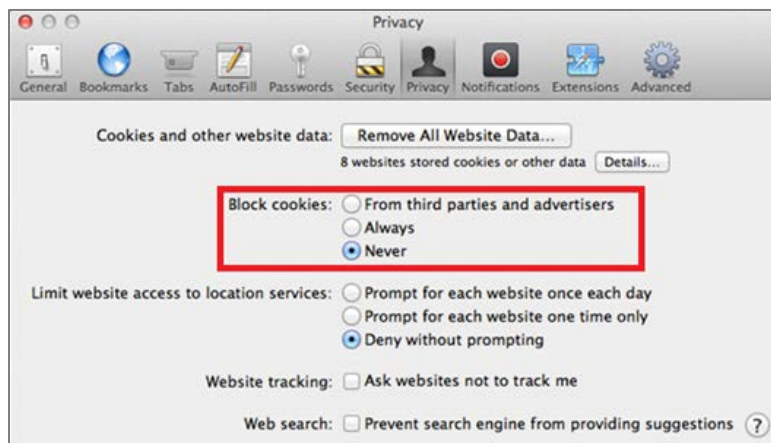 Privacy
General Bookmarks Tabs AutoFill Passwords Security Privacy Notifications Extensions Advanced
Cookies and other website data: Remove All Website Data...
8 websites stored cookies or other data Details...
Block cookies: From third parties and advertisers
Always
Never
Limit website access to location services: Prompt for each website once each day
Prompt for each website one time only
Deny without prompting
Website tracking: Ask websites not to track me
Web search: Prevent search engine from providing suggestions ?